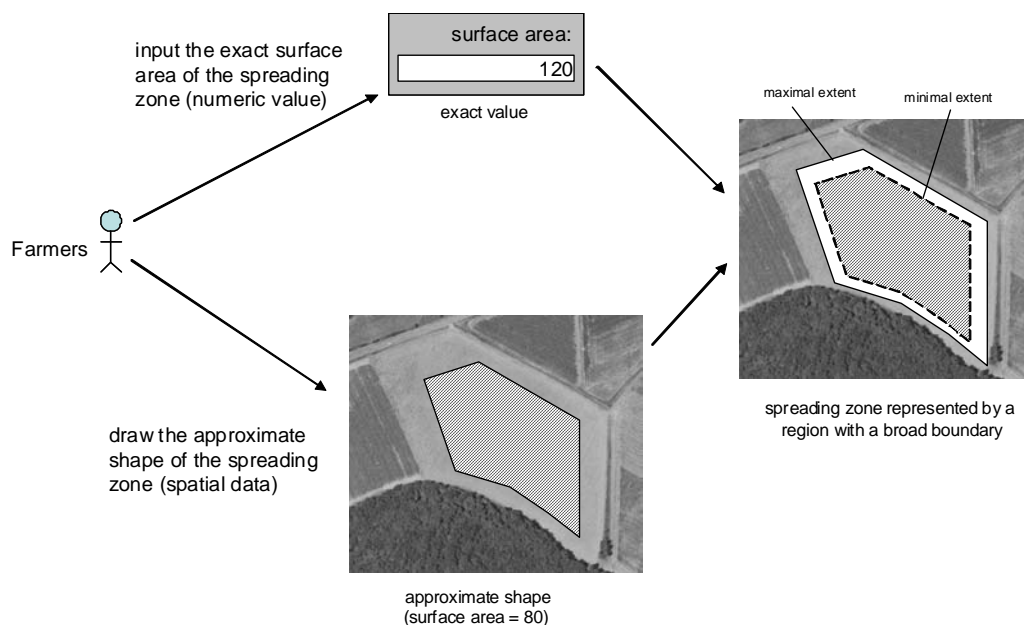 input the exact surface
area of the spreading
zone (numeric value)
surface area:
120
exact value
maximal extent
minimal extent
Farmers
draw the approximate
shape of the spreading
zone (spatial data)
approximate shape
(surface area = 80)
spreading zone represented by a
region with a broad boundary